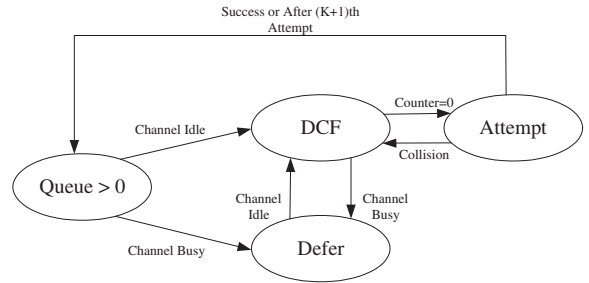 Success or After (K+1)th
Attempt
Channel Idle
DCF
Counter=0
Attempt
Collision
Queue > 0
Channel
Idle
Channel
Busy
Channel Busy
Defer